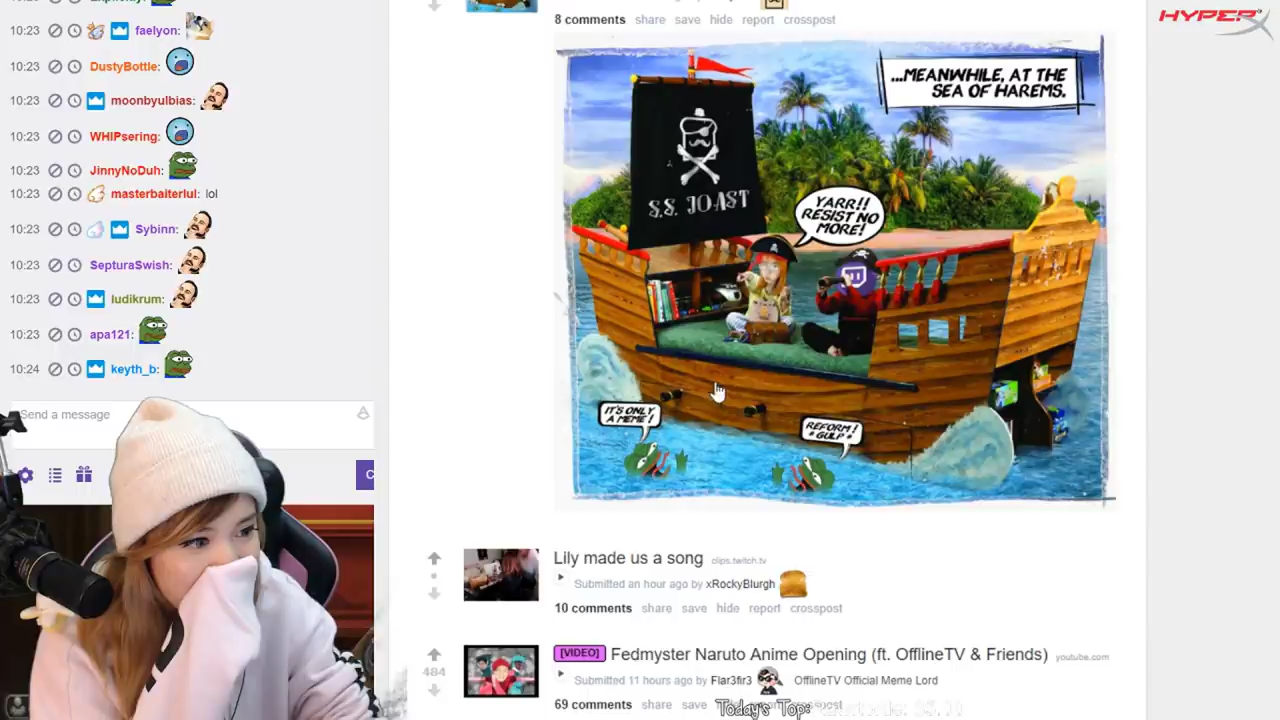 HYPERX
10:23 faelyon:
10:23 DustyBottle:
10:23 moonbyulbias:
10:23 WHIPsering:
10:23 JinnyNoDuh:
10:23 masterbaiterlul: lol
10:23 Sybinn:
10:23 SepturaSwish:
10:23 ludikrum:
10:23 apa121:
10:24 keyth_b:
Send a message
C
8 comments share save hide report crosspost
...MEANWHILE, AT THE
SEA OF HAREMS.
S.S. JOAST
YARR!!
RESIST NO
MORE!
IT'S ONLY
A MEME!
REFORM!
*GULP*
Lily made us a song clips.twitch.tv
Submitted an hour ago by xRockyBlurgh
10 comments share save hide report crosspost
484
[VIDEO] Fedmyster Naruto Anime Opening (ft. OfflineTV & Friends) youtube.com
Submitted 11 hours ago by Flar3fir3 OfflineTV Official Meme Lord
69 comments share save hide report
Today's Top: